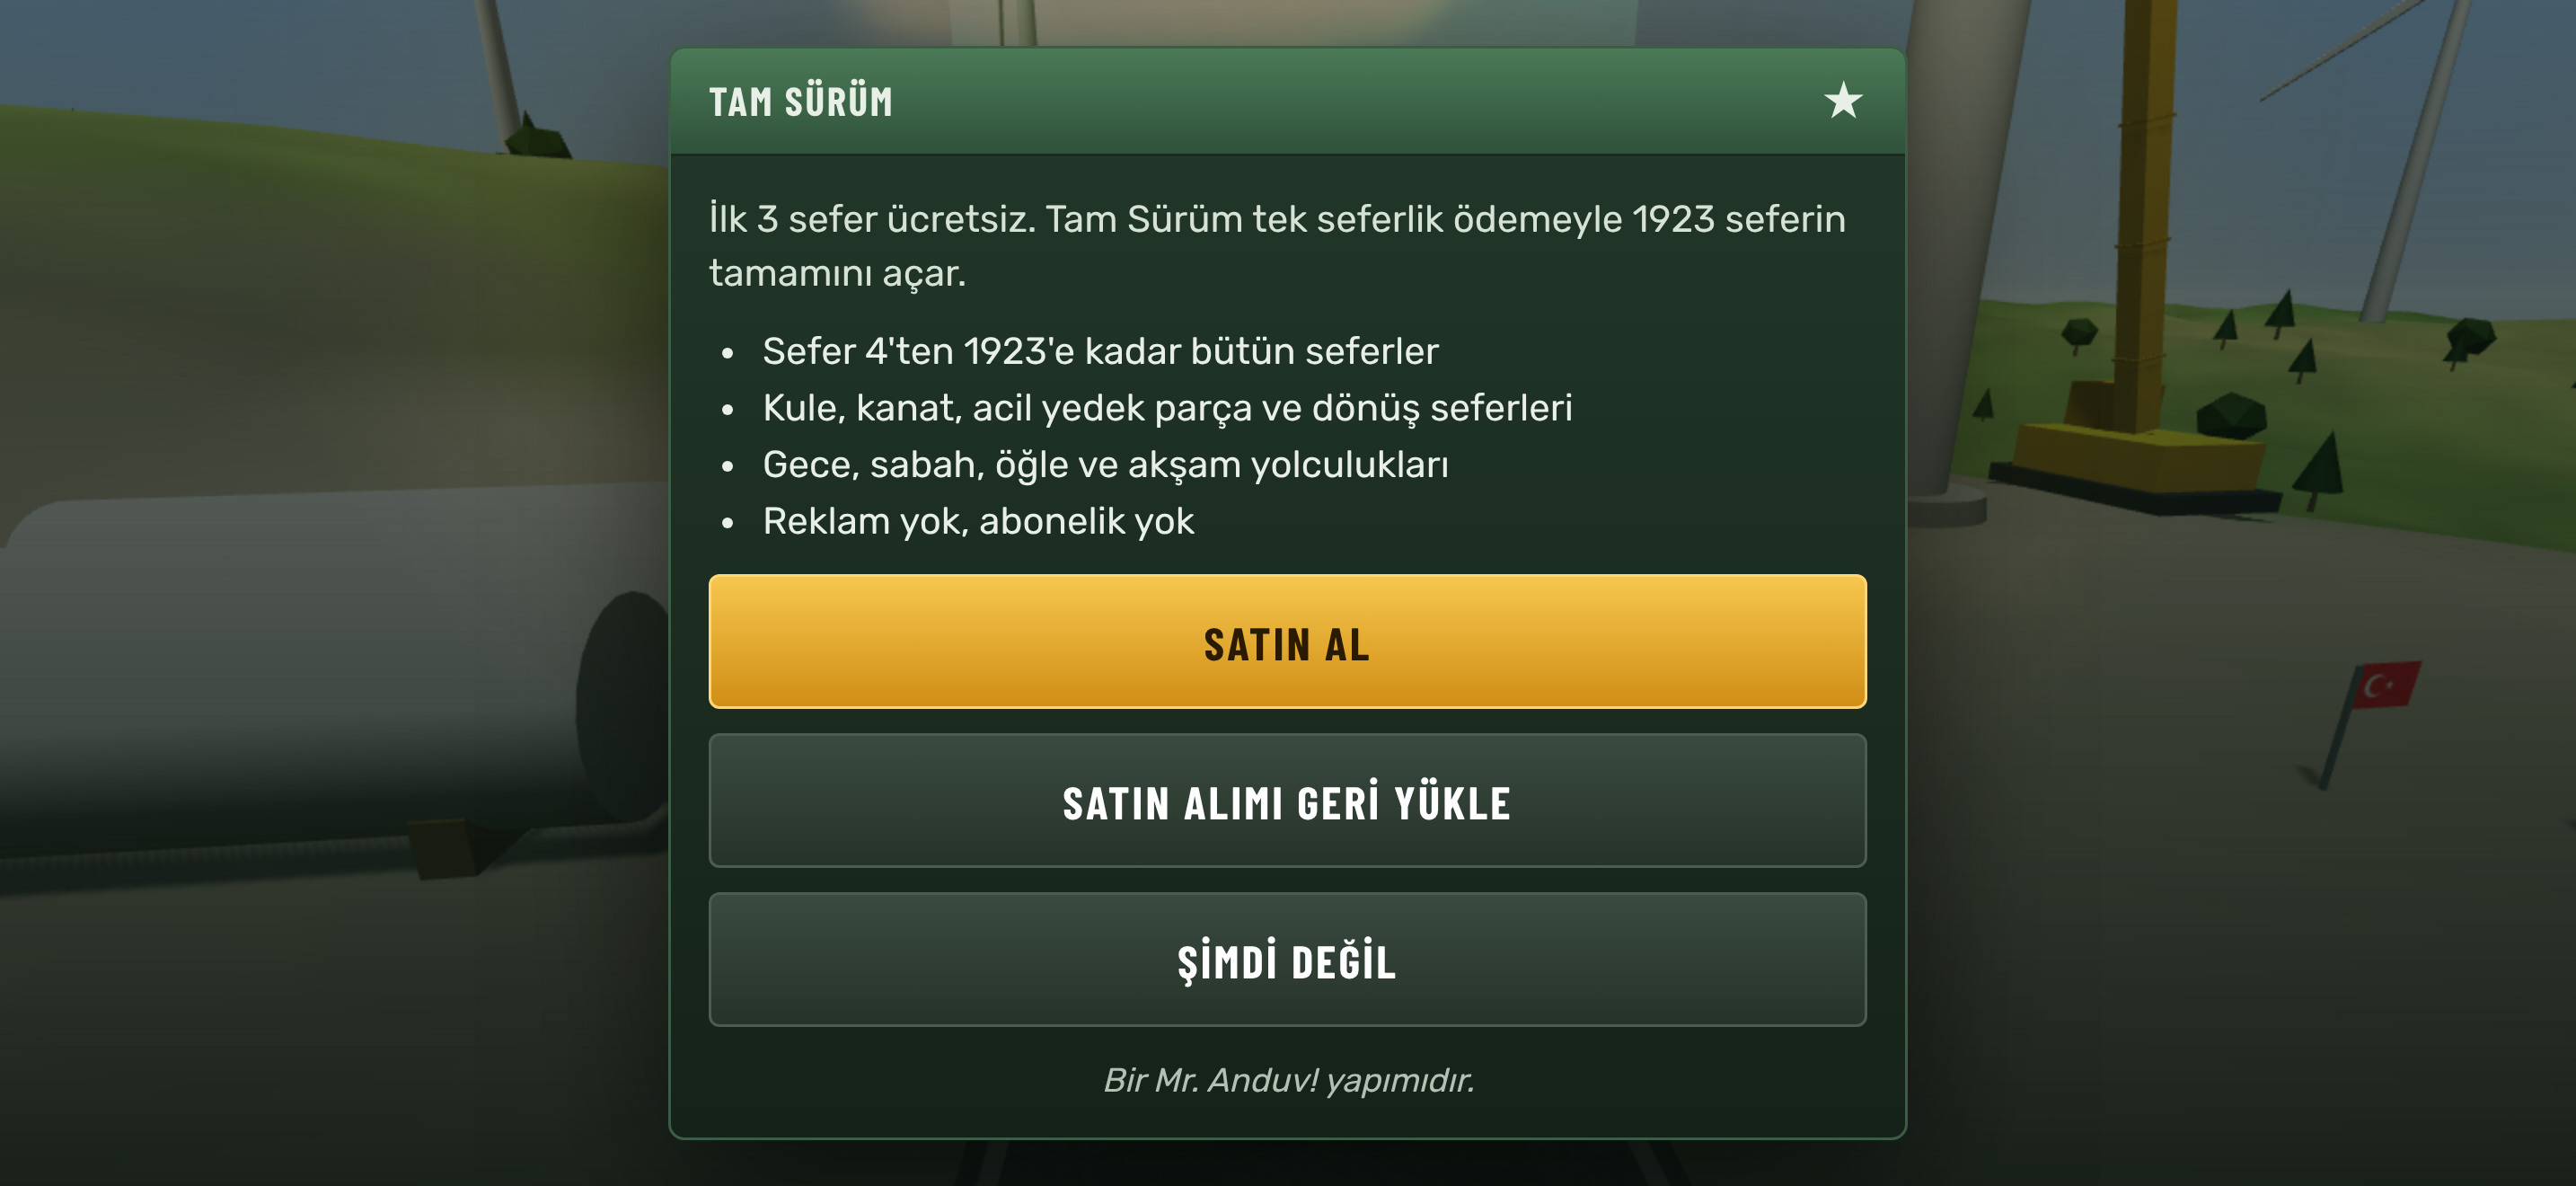 TAM SÜRÜM
İlk 3 sefer ücretsiz. Tam Sürüm tek seferlik ödemeyle 1923 seferin
tamamını açar.
Sefer 4'ten 1923'e kadar bütün seferler
Kule, kanat, acil yedek parça ve dönüş seferleri
Gece, sabah, öğle ve akşam yolculukları
Reklam yok, abonelik yok
SATIN AL
SATIN ALIMI GERİ YÜKLE
ŞİMDİ DEĞİL
Bir Mr. Anduv! yapımıdır.